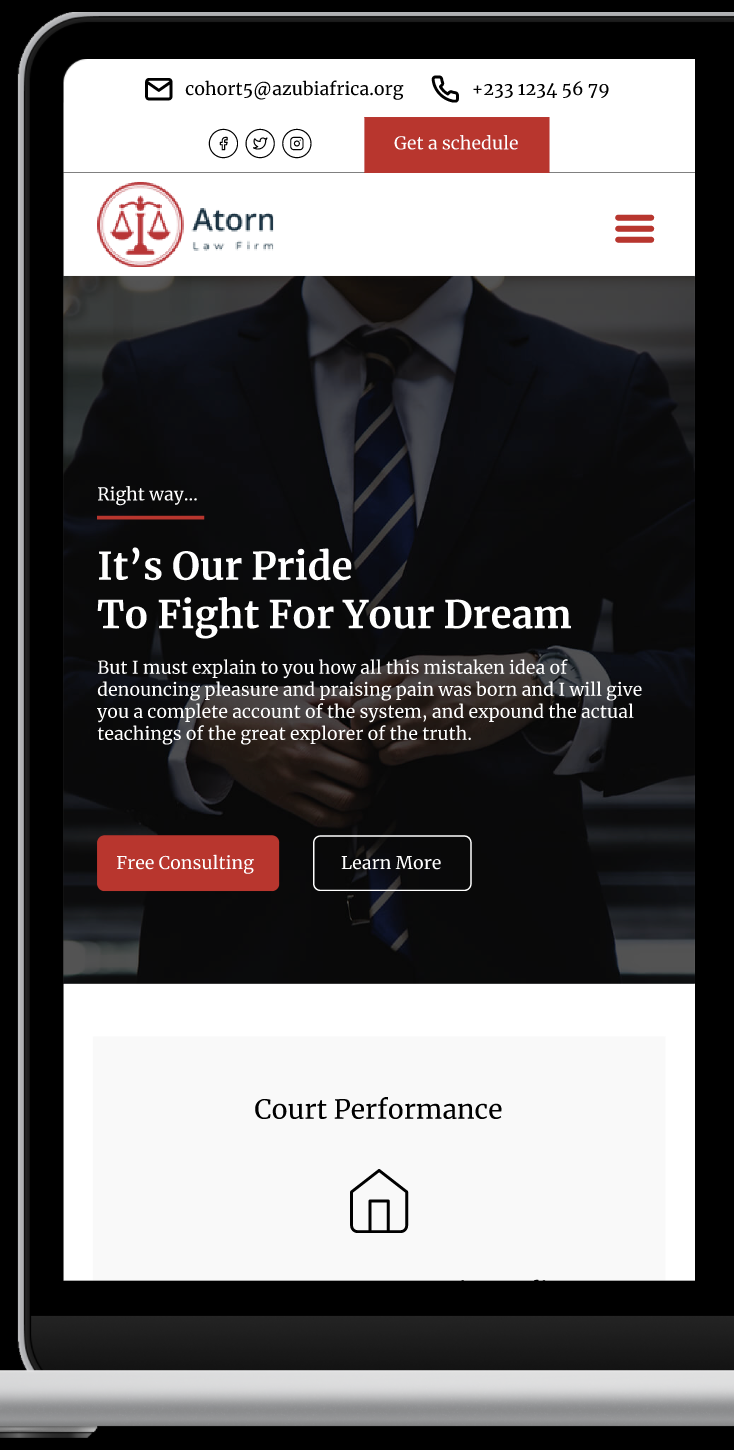 cohort5@azubiafrica.org +233 1234 56 79
Get a schedule
Atorn
Law Firm
Right way...
It’s Our Pride
To Fight For Your Dream
But I must explain to you how all this mistaken idea of
denouncing pleasure and praising pain was born and I will give
you a complete account of the system, and expound the actual
teachings of the great explorer of the truth.
Free Consulting Learn More
Court Performance